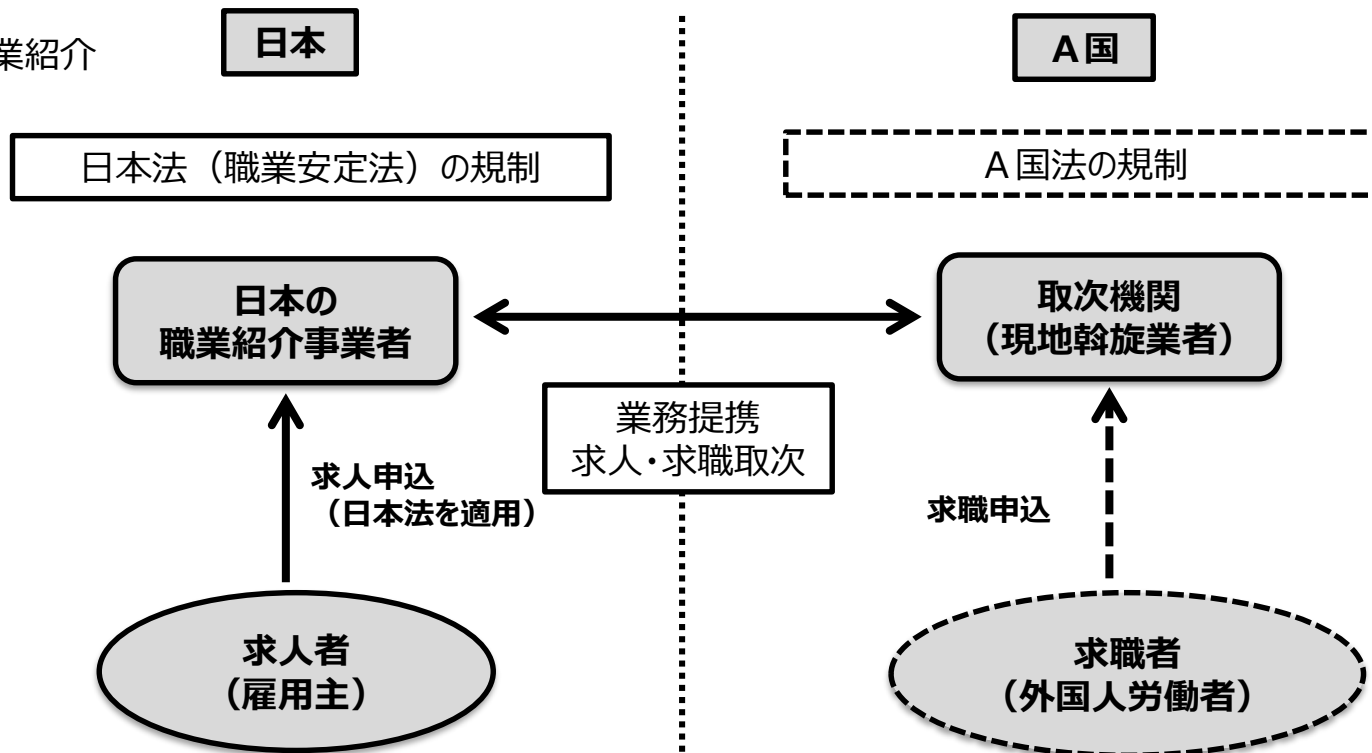 業紹介
日本
A国
日本法（職業安定法）の規制
A国法の規制
日本の
職業紹介事業者
取次機関
（現地斡旋業者）
業務提携
求人・求職取次
求人申込
（日本法を適用）
求職申込
求人者
（雇用主）
求職者
（外国人労働者）